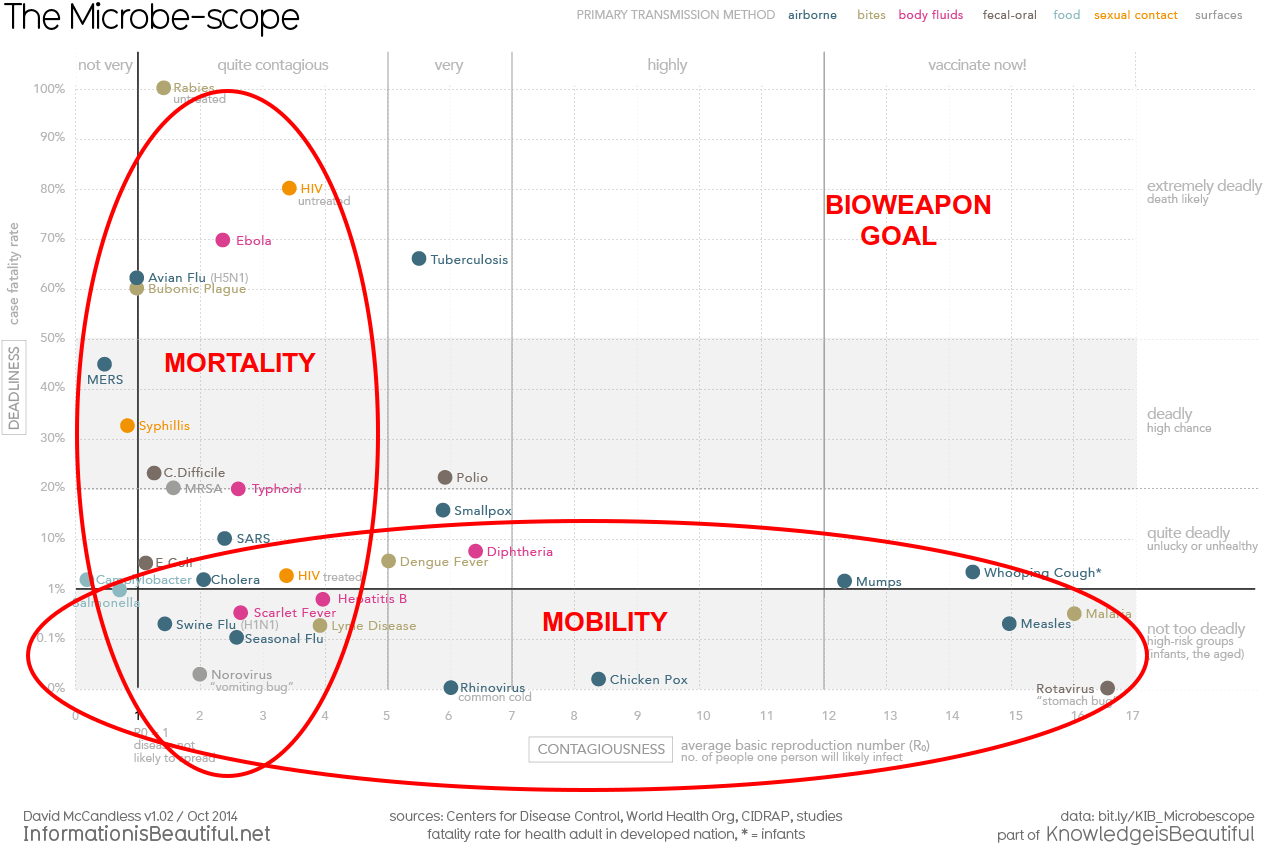 The Microbe-scope
PRIMARY TRANSMISSION METHOD airborne bites body fluids fecal-oral food sexual contact surfaces
not very quite contagious very highly vaccinate now!
100%
Rabies
untreated
90%
80%
HIV
untreated
extremely deadly
death likely
BIOWEAPON
GOAL
70%
Ebola
Tuberculosis
Avian Flu (H5N1)
60%
Bubonic Plague
case fatality rate
DEADLINESS
50%
MORTALITY
MERS
40%
Syphillis
deadly
high chance
30%
C.Difficile
Polio
20%
MRSA
Typhoid
Smallpox
10%
SARS
quite deadly
unlucky or unhealthy
Diphtheria
E.Coli
Dengue Fever
HIV treated
Campylobacter
Cholera
Mumps
Whooping Cough*
1%
Salmonella
Hepatitis B
Scarlet Fever
MOBILITY
Malaria
Swine Flu (H1N1)
Lyme Disease
Measles
not too deadly
high-risk groups
(infants, the aged)
0.1%
Seasonal Flu
Norovirus
"vomiting bug"
Chicken Pox
0%
Rhinovirus
common cold
Rotavirus
"stomach bug"
0 1 2 3 4 5 6 7 8 9 10 11 12 13 14 15 16 17
disease not
likely to spread
CONTAGIOUSNESS
average basic reproduction number (R₀)
no. of people one person will likely infect
David McCandless v1.02 / Oct 2014
InformationisBeautiful.net
sources: Centers for Disease Control, World Health Org, CIDRAP, studies
fatality rate for health adult in developed nation, * = infants
data: bit.ly/KIB_Microbescope
part of KnowledgeisBeautiful